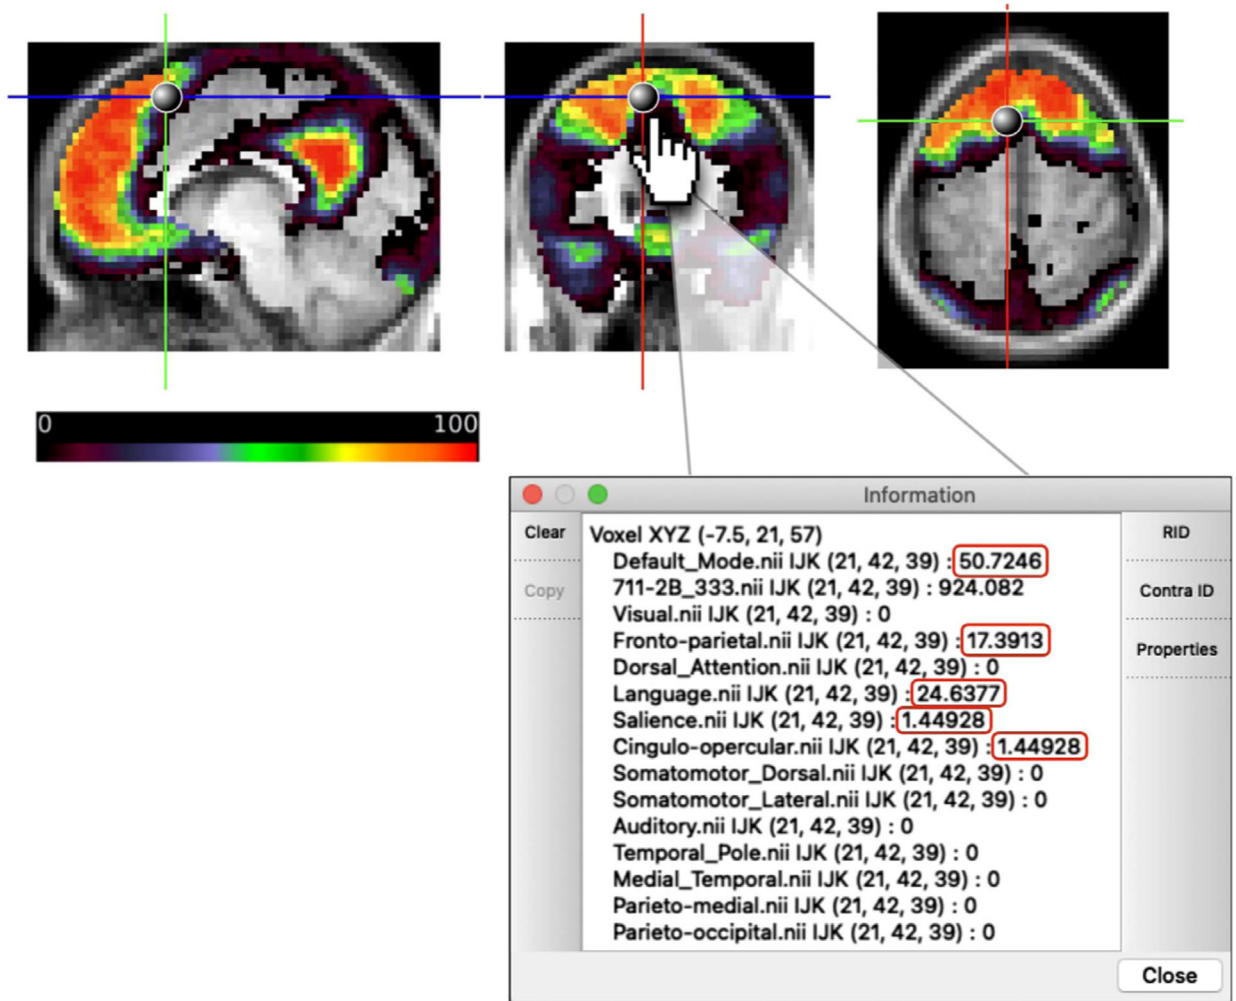 0 100
Information
Clear
Copy
Voxel XYZ (-7.5, 21, 57)
Default_Mode.nii IJK (21, 42, 39) : 50.7246
711-2B_333.nii IJK (21, 42, 39) : 924.082
Visual.nii IJK (21, 42, 39) : 0
Fronto-parietal.nii IJK (21, 42, 39) : 17.3913
Dorsal_Attention.nii IJK (21, 42, 39) : 0
Language.nii IJK (21, 42, 39) : 24.6377
Salience.nii IJK (21, 42, 39) : 1.44928
Cingulo-opercular.nii IJK (21, 42, 39) : 1.44928
Somatomotor_Dorsal.nii IJK (21, 42, 39) : 0
Somatomotor_Lateral.nii IJK (21, 42, 39) : 0
Auditory.nii IJK (21, 42, 39) : 0
Temporal_Pole.nii IJK (21, 42, 39) : 0
Medial_Temporal.nii IJK (21, 42, 39) : 0
Parieto-medial.nii IJK (21, 42, 39) : 0
Parieto-occipital.nii IJK (21, 42, 39) : 0
RID
Contra ID
Properties
Close